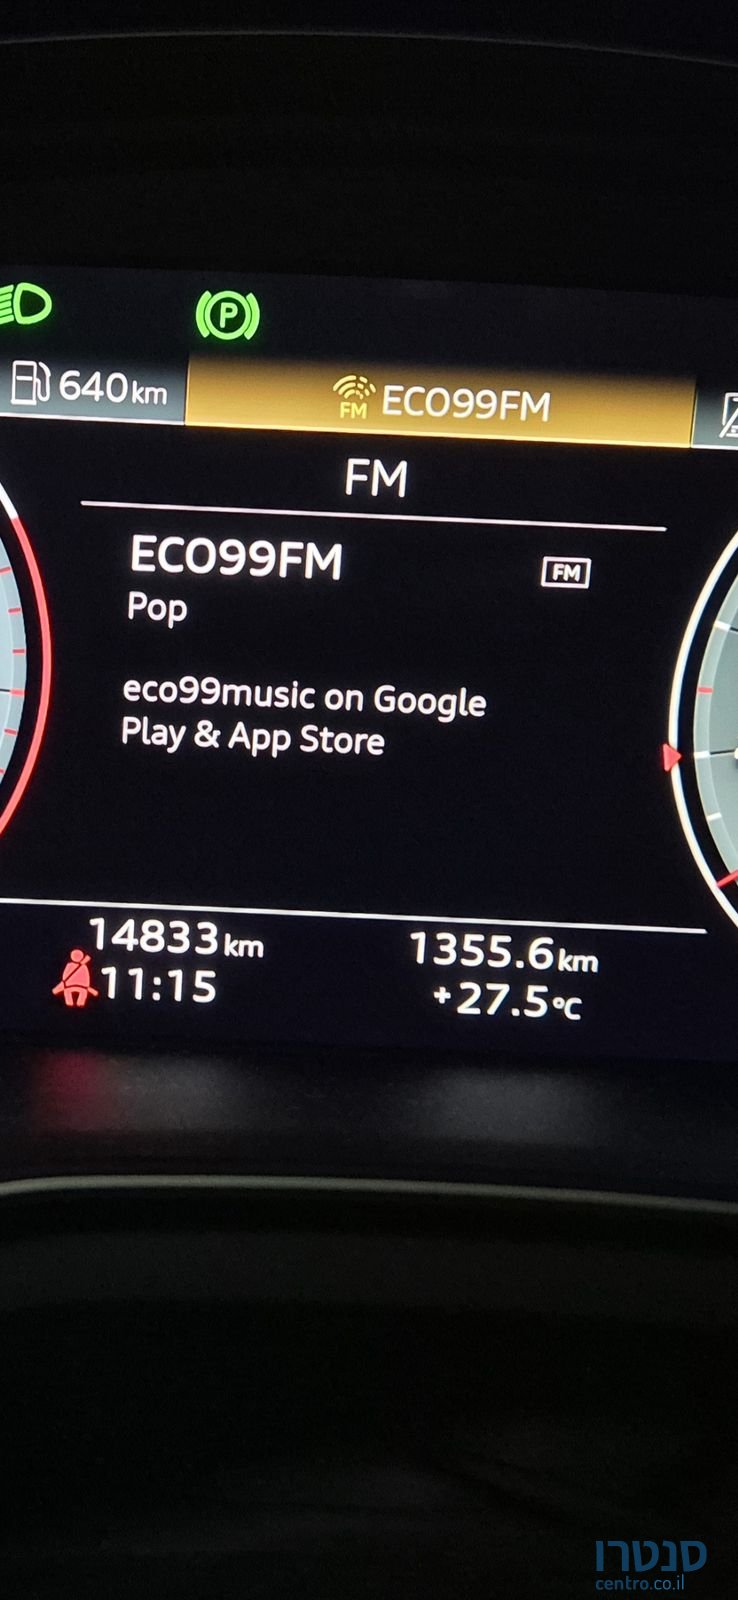 P
640km
FM
ECO99FM
FM
ECO99FM
FM
Pop
eco99music on Google
Play & App Store
14833km
1355.6km
11:15
+27.5°C
סנטרו
centro.co.il